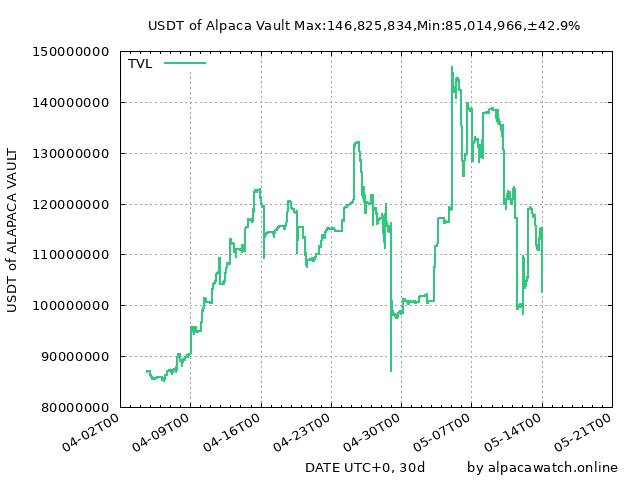 USDT of Alpaca Vault Max:146,825,834,Min:85,014,966,±42.9%
TVL
150000000
140000000
130000000
120000000
110000000
100000000
90000000
80000000
USDT of ALAPACA VAULT
04-02T00
04-09T00
04-16T00
04-23T00
04-30T00
05-07T00
05-14T00
05-21T00
DATE UTC+0, 30d
by alpacawatch.online